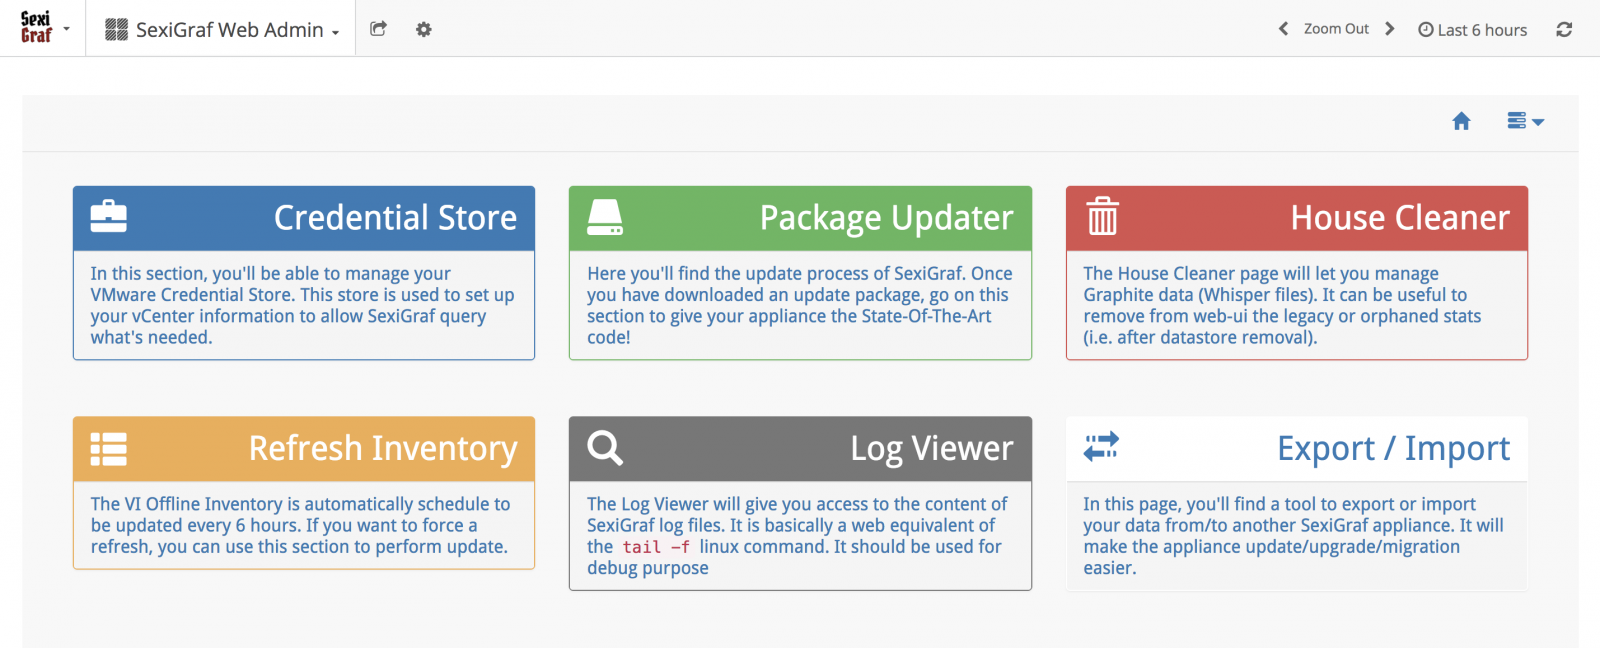 Sexi
Graf
SexiGraf Web Admin
Zoom Out
Last 6 hours
Credential Store
In this section, you'll be able to manage your
VMware Credential Store. This store is used to set up
your vCenter information to allow SexiGraf query
what's needed.
Package Updater
Here you'll find the update process of SexiGraf. Once
you have downloaded an update package, go on this
section to give your appliance the State-Of-The-Art
code!
House Cleaner
The House Cleaner page will let you manage
Graphite data (Whisper files). It can be useful to
remove from web-ui the legacy or orphaned stats
(i.e. after datastore removal).
Refresh Inventory
The VI Offline Inventory is automatically schedule to
be updated every 6 hours. If you want to force a
refresh, you can use this section to perform update.
Log Viewer
The Log Viewer will give you access to the content of
SexiGraf log files. It is basically a web equivalent of
the tail -f linux command. It should be used for
debug purpose
Export / Import
In this page, you'll find a tool to export or import
your data from/to another SexiGraf appliance. It will
make the appliance update/upgrade/migration
easier.